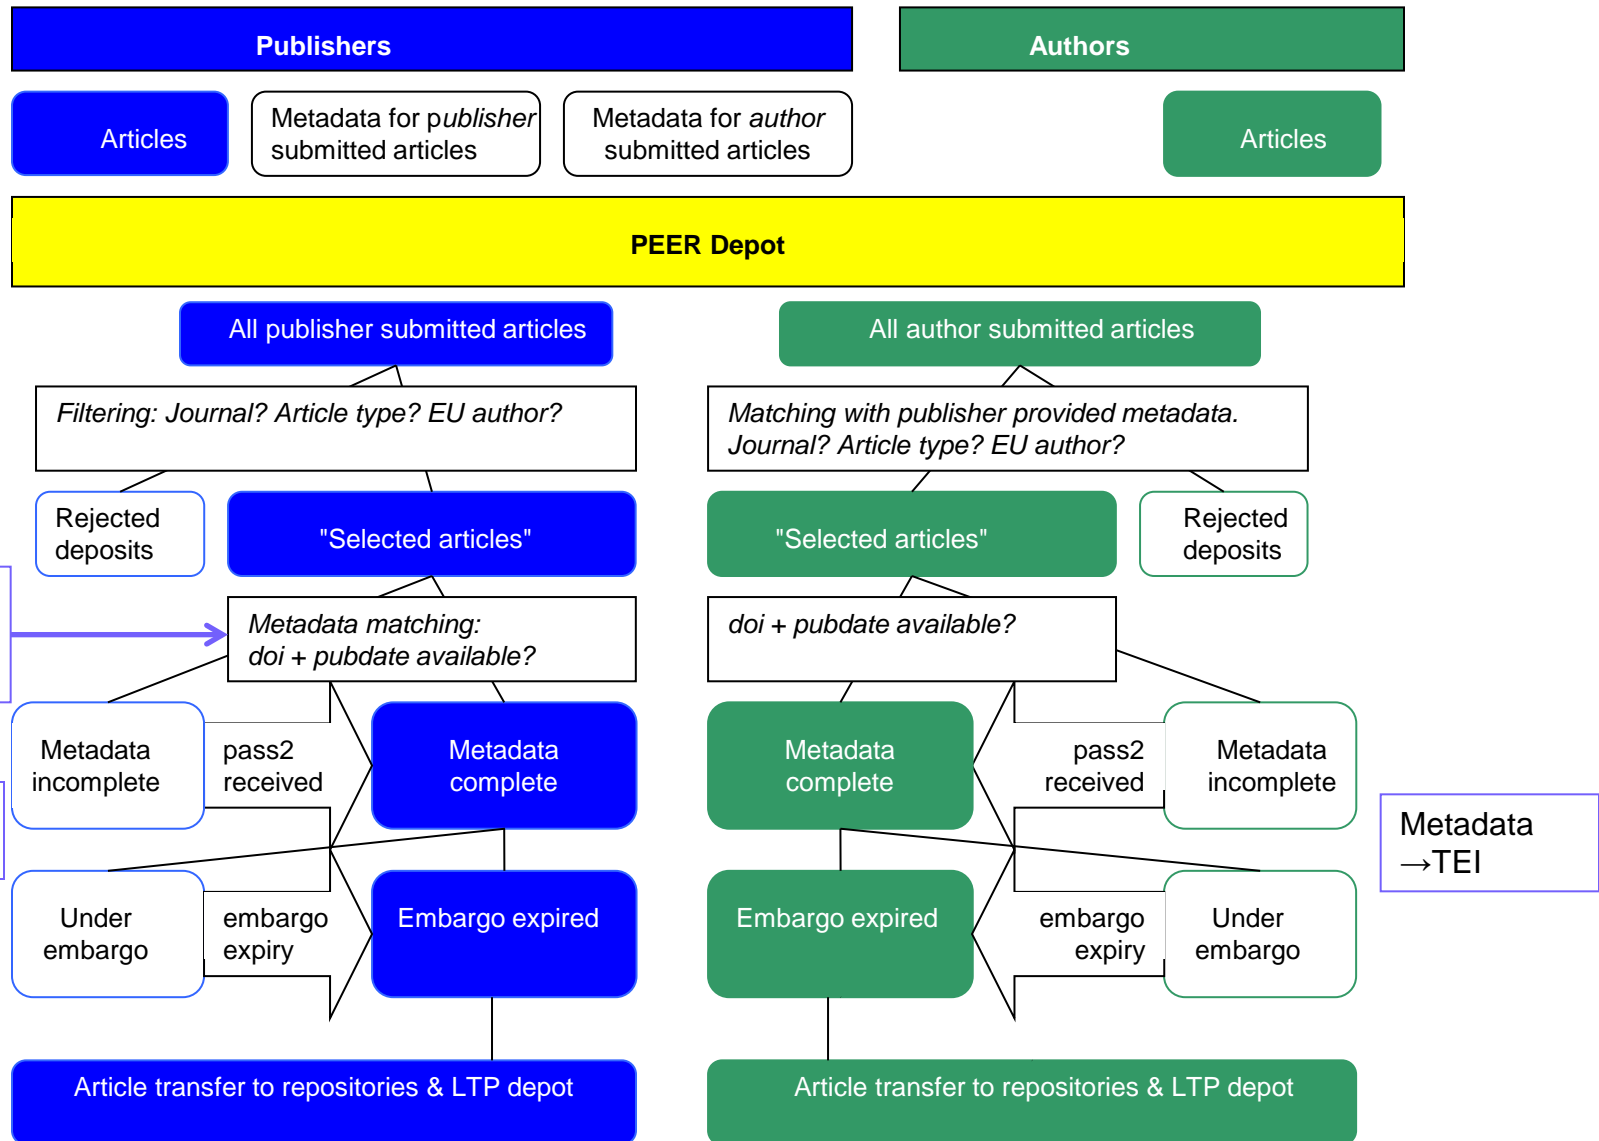 Publishers
Authors
Articles
Metadata for publisher
submitted articles
Metadata for author
submitted articles
Articles
PEER Depot
All publisher submitted articles
All author submitted articles
Filtering: Journal? Article type? EU author?
Matching with publisher provided metadata.
Journal? Article type? EU author?
Rejected
deposits
"Selected articles"
"Selected articles"
Rejected
deposits
Metadata matching:
doi + pubdate available?
doi + pubdate available?
Metadata
incomplete
pass2
received
Metadata
complete
Metadata
complete
pass2
received
Metadata
incomplete
Metadata
→TEI
Under
embargo
embargo
expiry
Embargo expired
Embargo expired
embargo
expiry
Under
embargo
Article transfer to repositories & LTP depot
Article transfer to repositories & LTP depot